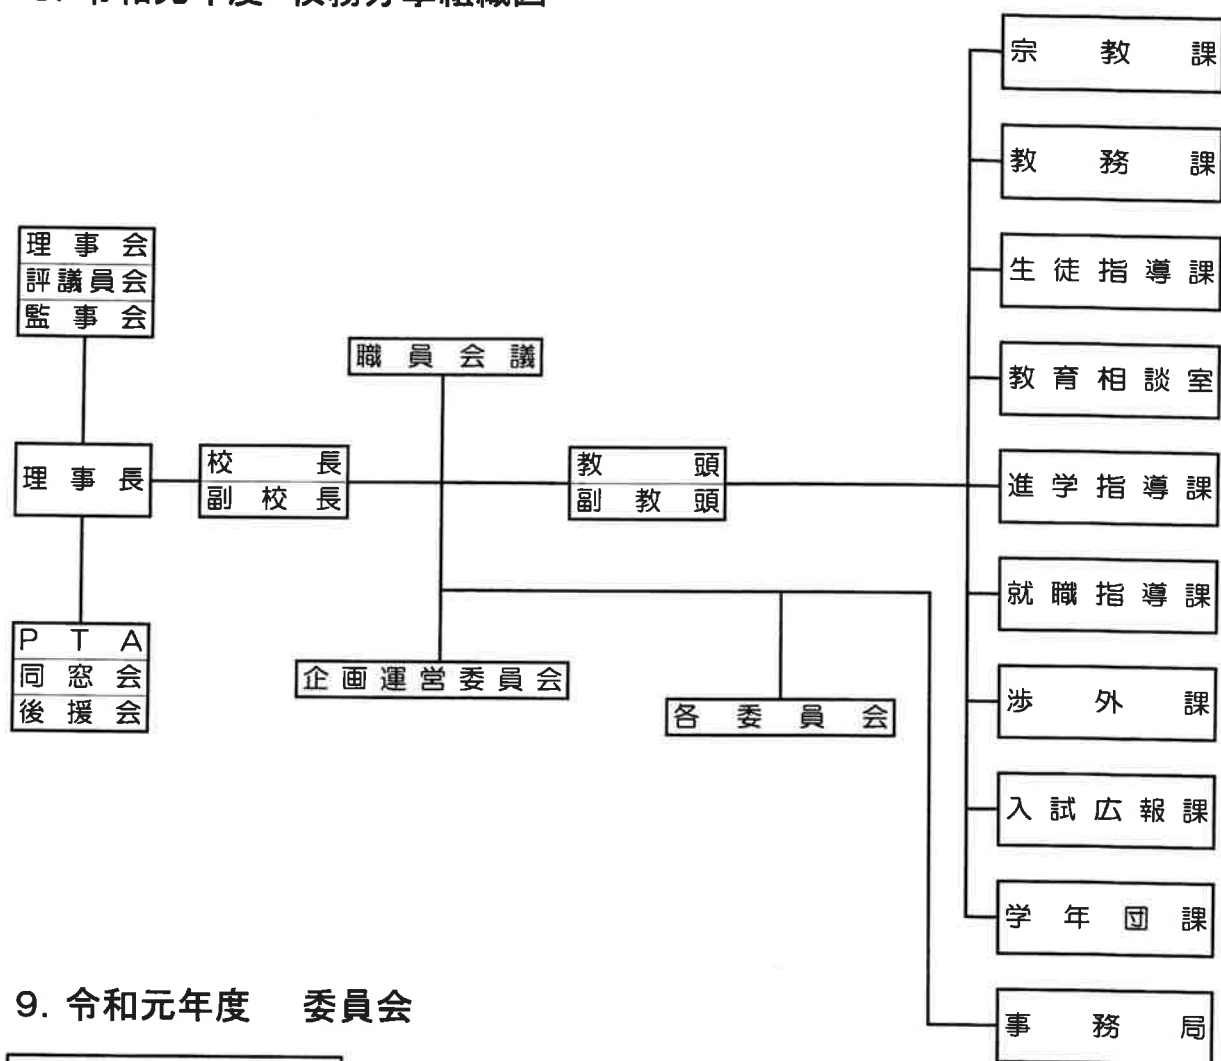 宗教課
教務課
生徒指導課
教育相談室
進学指導課
就職指導課
渉外課
入試広報課
学年団課
事務局
理事会
評議員会
監事会
職員会議
理事長
校長
副校長
教頭
副教頭
PTA
同窓会
後援会
企画運営委員会
各委員会
9. 令和元年度 委員会